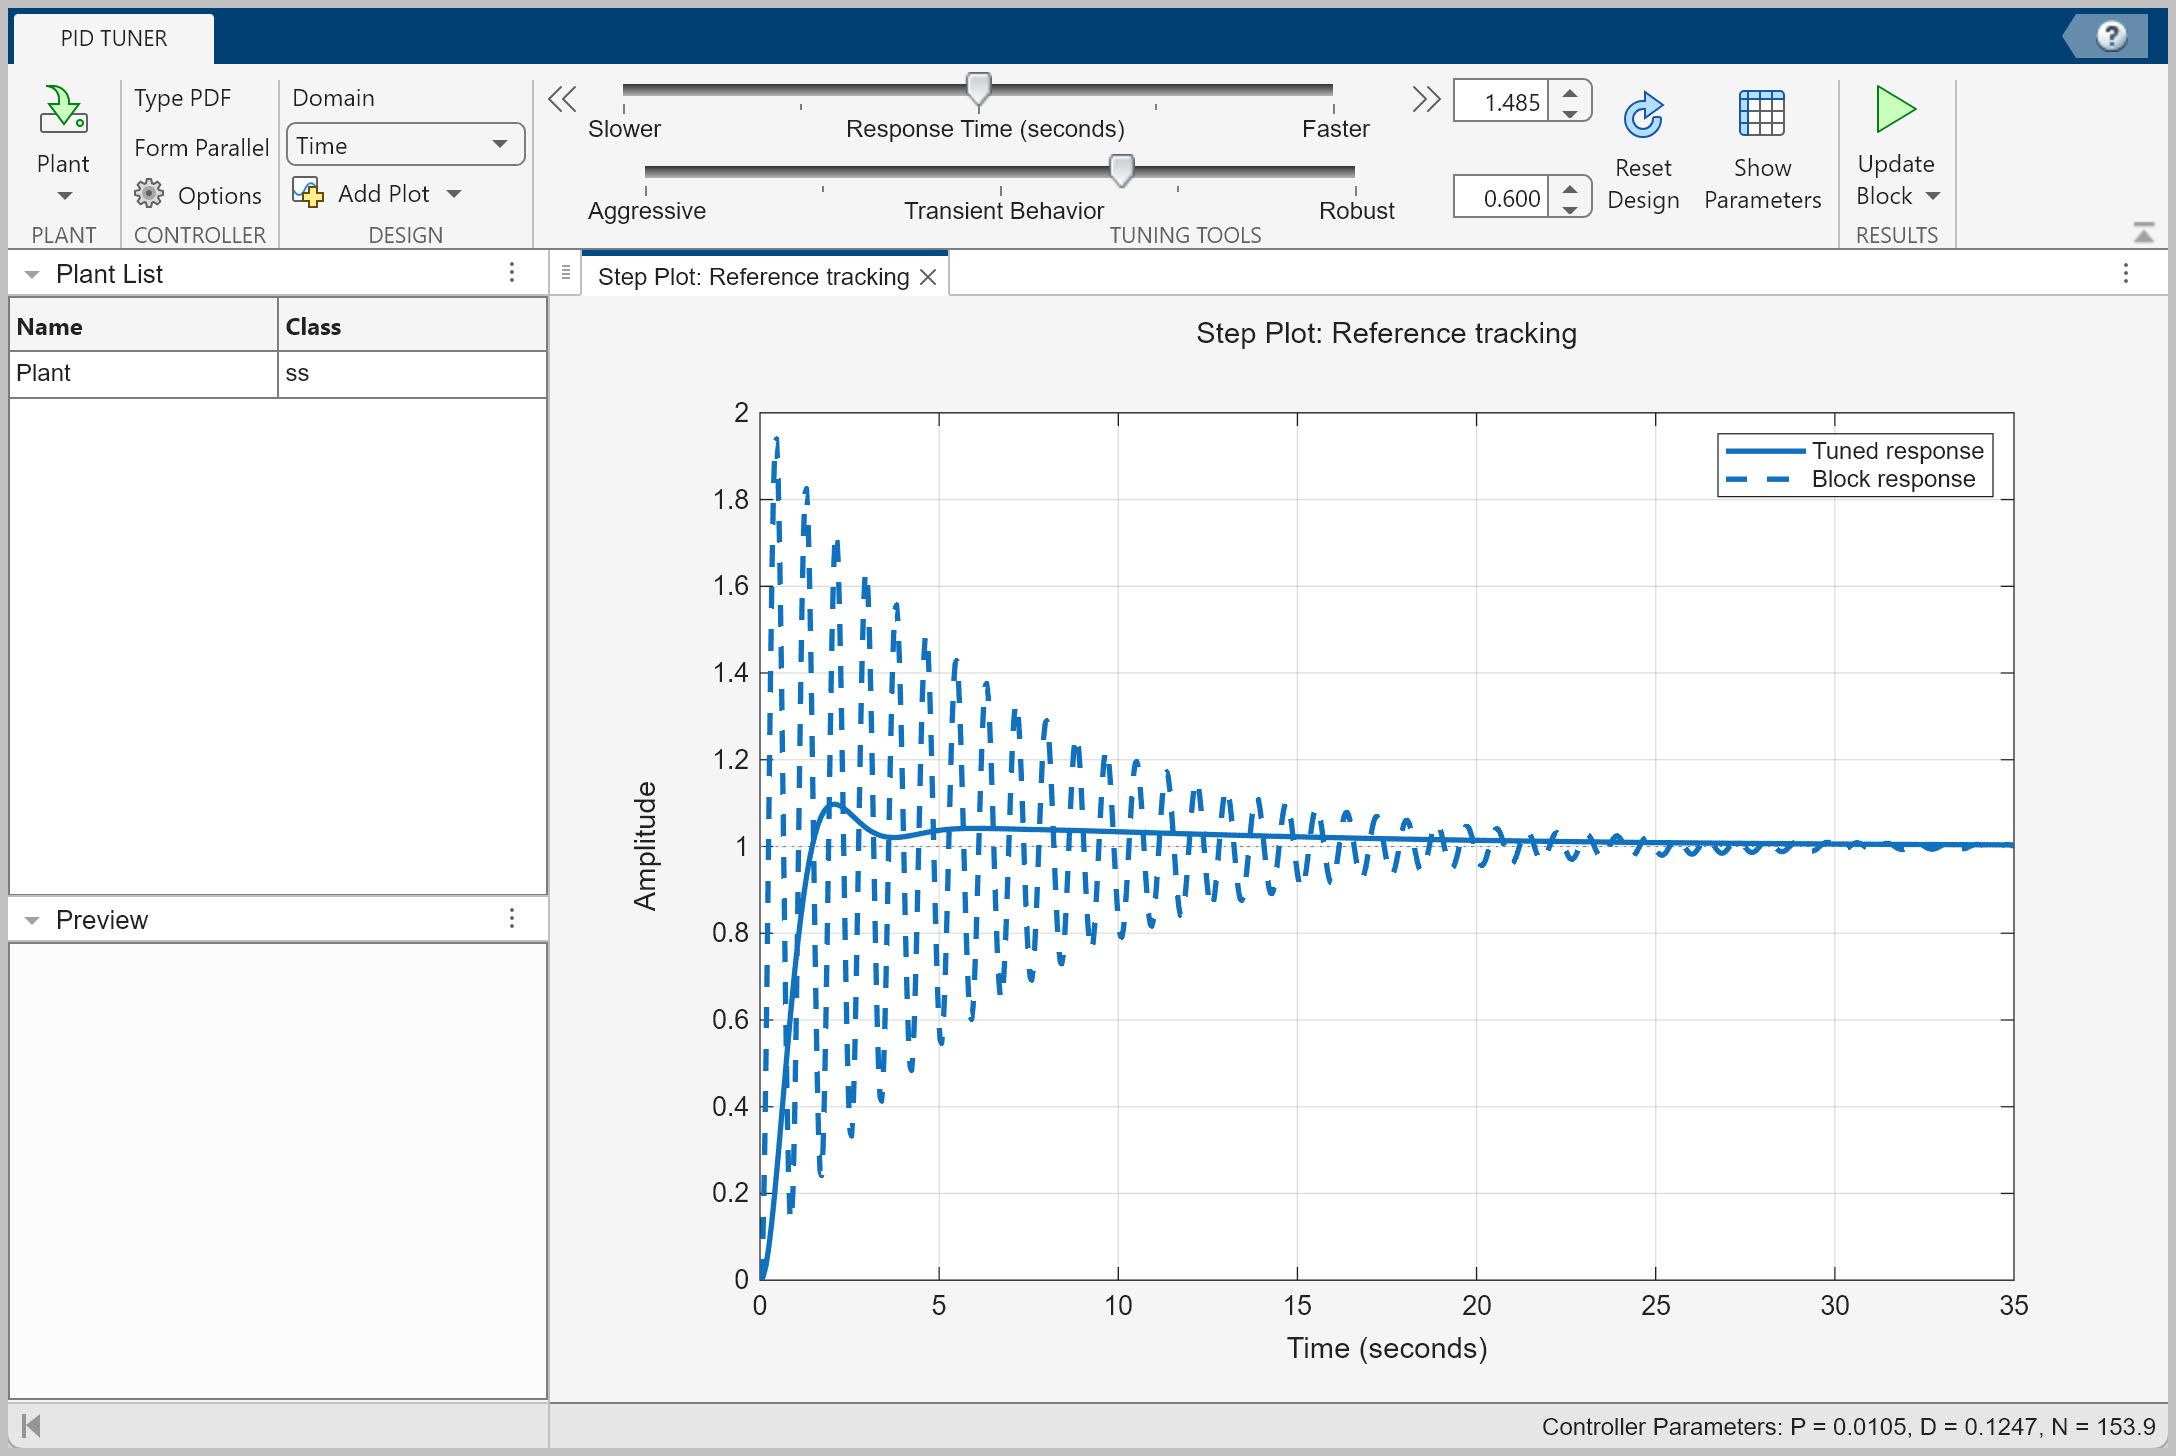 PID TUNER
?
Plant
PLANT
Type PDF
Form Parallel
Options
CONTROLLER
Domain
Time
Add Plot
DESIGN
Slower
Response Time (seconds)
Faster
1.485
Aggressive
Transient Behavior
Robust
0.600
Reset
Design
Show
Parameters
TUNING TOOLS
Update
Block
RESULTS
Plant List
Name Class
Plant ss
Preview
Step Plot: Reference tracking
Step Plot: Reference tracking
Tuned response
Block response
Amplitude
2
1.8
1.6
1.4
1.2
1
0.8
0.6
0.4
0.2
0
0 5 10 15 20 25 30 35
Time (seconds)
Controller Parameters: P = 0.0105, D = 0.1247, N = 153.9